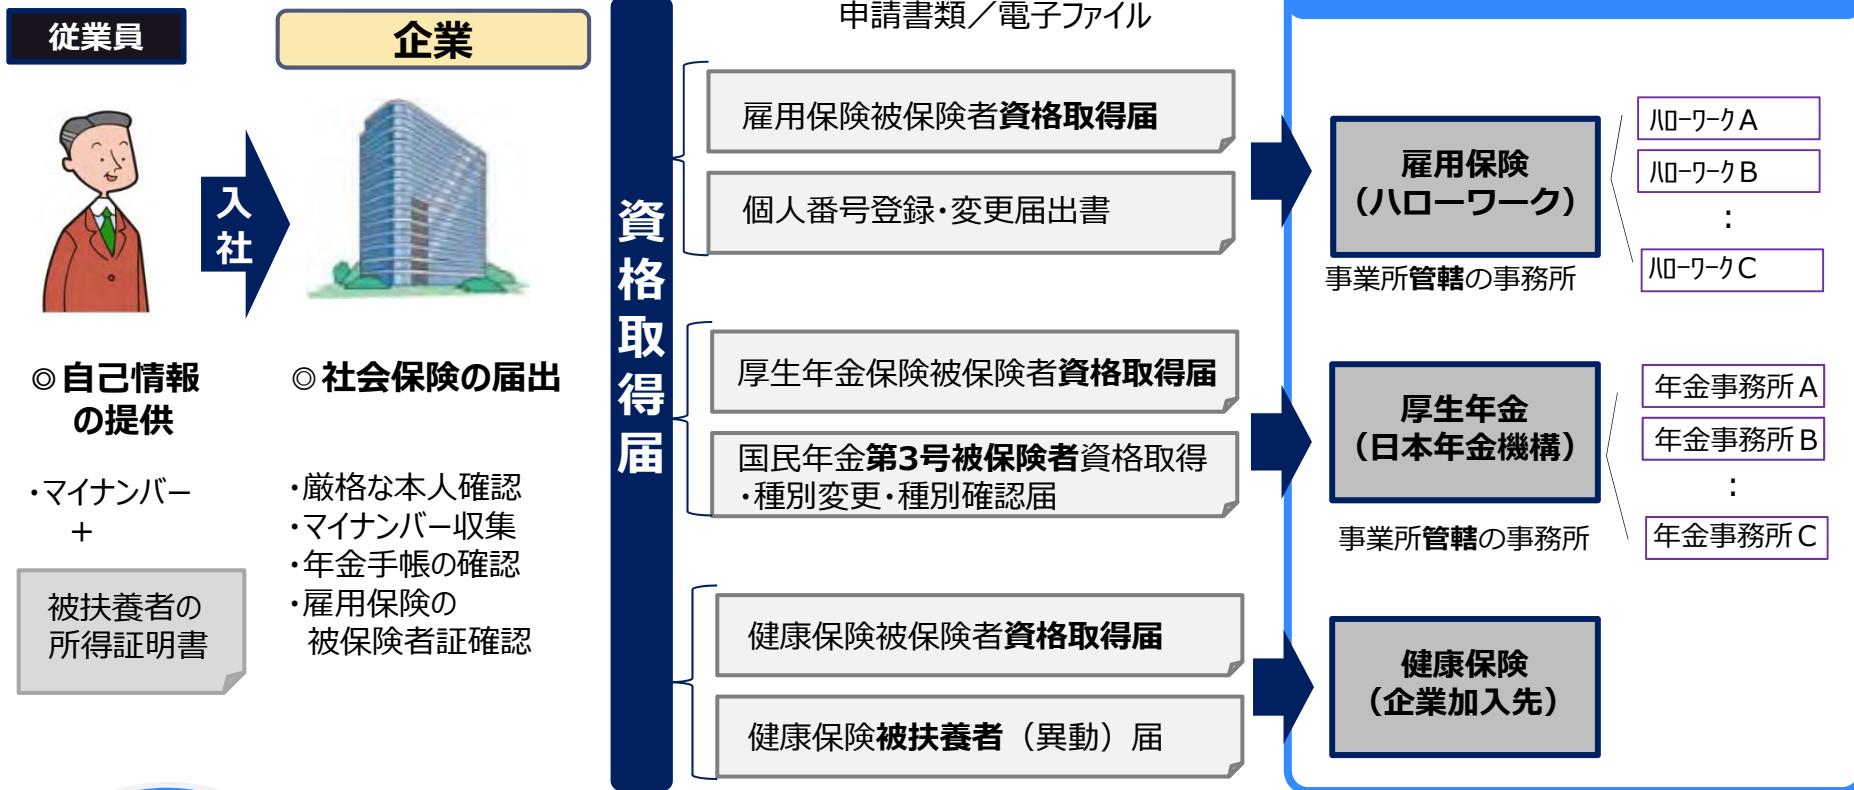 従業員
企業
申請書類／電子ファイル
入
社
◎自己情報
の提供
・マイナンバー
＋
被扶養者の
所得証明書
◎社会保険の届出
・厳格な本人確認
・マイナンバー収集
・年金手帳の確認
・雇用保険の
被保険者証確認
資
格
取
得
届
雇用保険被保険者資格取得届
個人番号登録・変更届出書
厚生年金保険被保険者資格取得届
国民年金第3号被保険者資格取得
・種別変更・種別確認届
健康保険被保険者資格取得届
健康保険被扶養者（異動）届
雇用保険
（ハローワーク）
事業所管轄の事務所
ﾊﾛｰﾜｰｸA
ﾊﾛｰﾜｰｸB
：
ﾊﾛｰﾜｰｸC
厚生年金
（日本年金機構）
事業所管轄の事務所
年金事務所A
年金事務所B
：
年金事務所C
健康保険
（企業加入先）